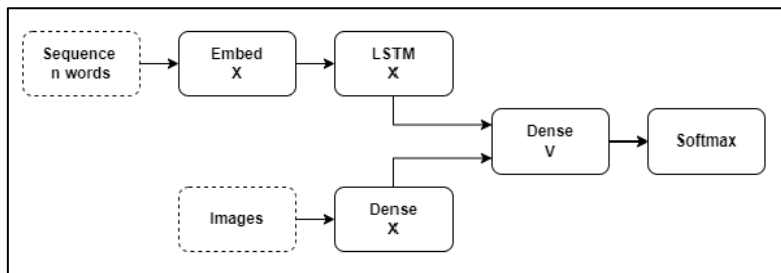 Sequence
n words
Embed
X
LSTM
X
Dense
V
Softmax
Images
Dense
X